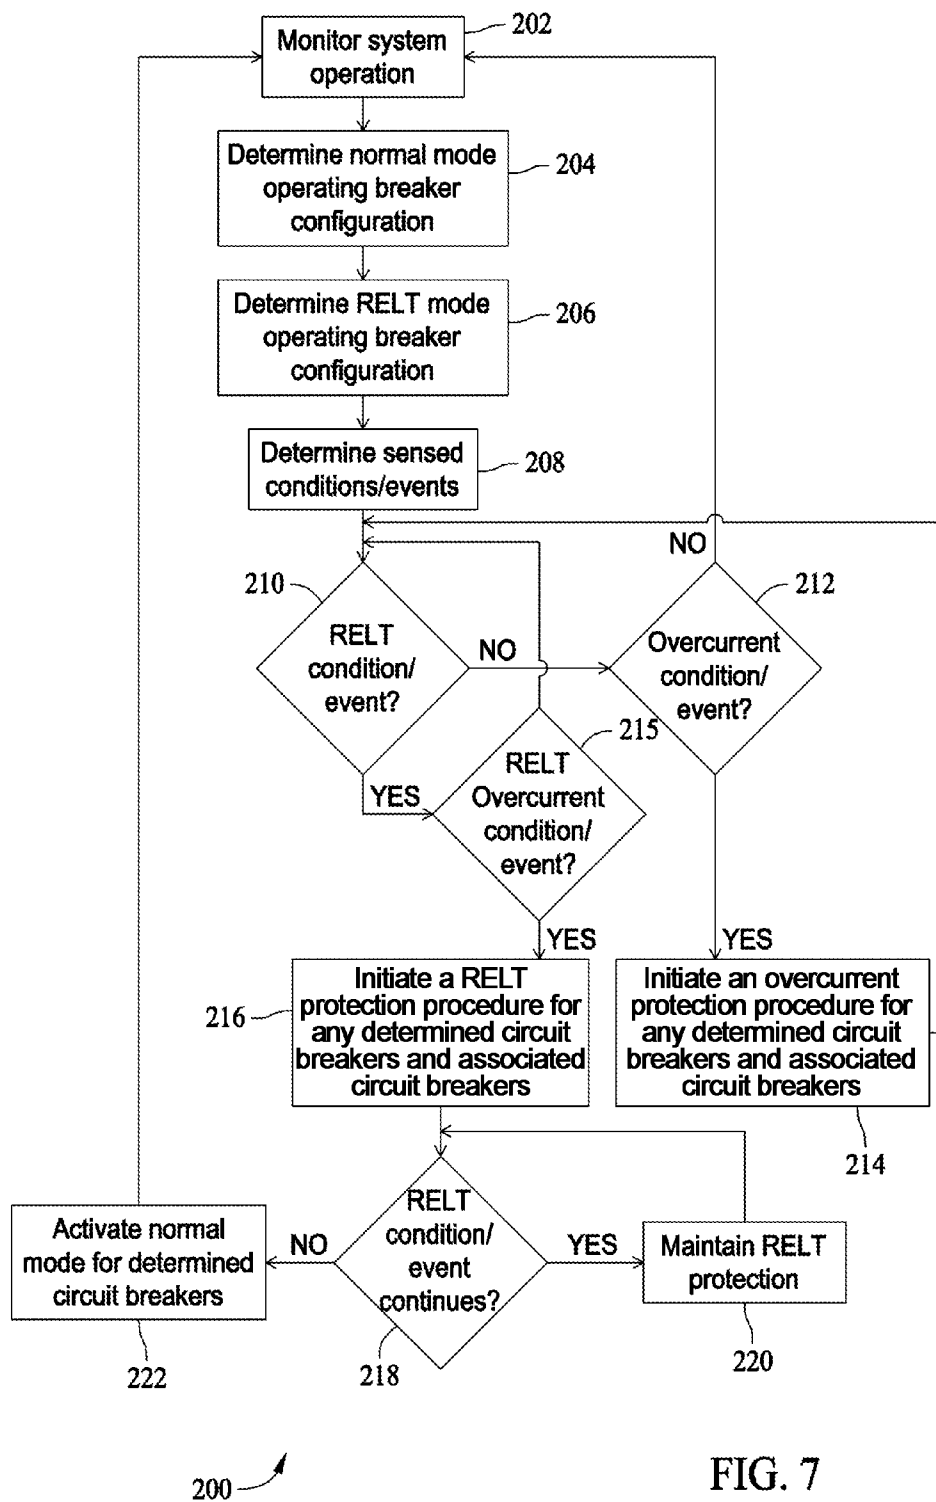 Monitor system
operation
202
Determine normal mode
operating breaker
configuration
204
Determine RELT mode
operating breaker
configuration
206
Determine sensed
conditions/events
208
NO
210
RELT
condition/
event?
NO
212
Overcurrent
condition/
event?
YES
215
RELT
Overcurrent
condition/
event?
YES
YES
216
Initiate a RELT
protection procedure for
any determined circuit
breakers and associated
circuit breakers
Initiate an overcurrent
protection procedure for
any determined circuit
breakers and associated
circuit breakers
214
RELT
condition/
event
continues?
218
NO
YES
Activate normal
mode for determined
circuit breakers
222
Maintain RELT
protection
220
200
FIG. 7